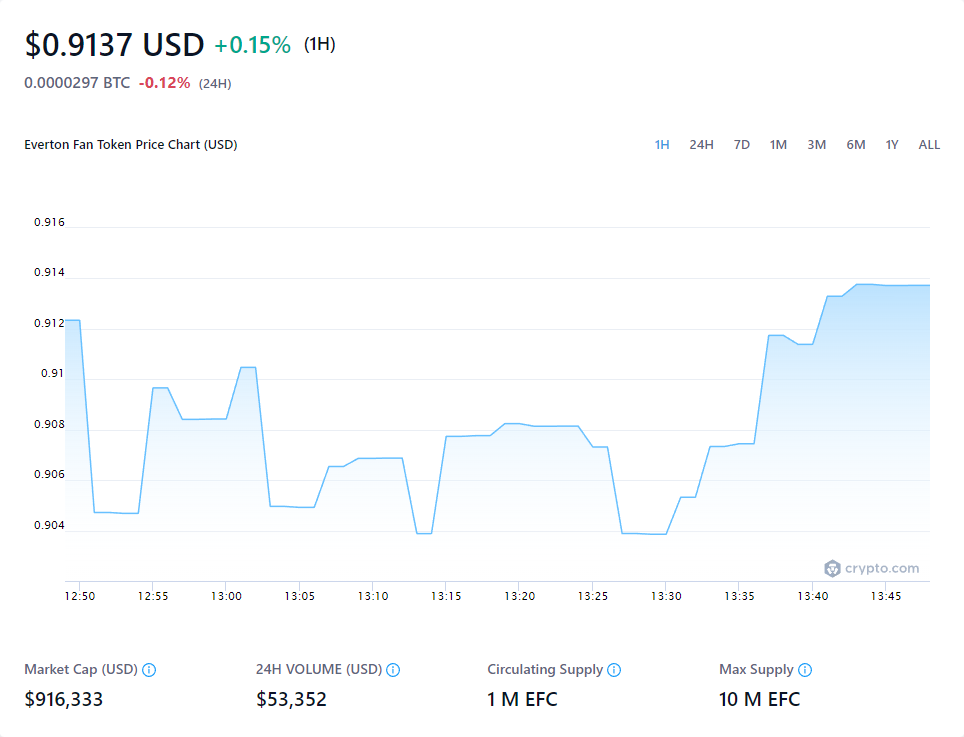 $0.9137 USD +0.15% (1H)
0.0000297 BTC -0.12% (24H)
Everton Fan Token Price Chart (USD) 1H 24H 7D 1M 3M 6M 1Y ALL
0.916
0.914
0.912
0.91
0.908
0.906
0.904
crypto.com
12:50 12:55 13:00 13:05 13:10 13:15 13:20 13:25 13:30 13:35 13:40 13:45
Market Cap (USD) 24H VOLUME (USD) Circulating Supply Max Supply
$916,333 $53,352 1 M EFC 10 M EFC